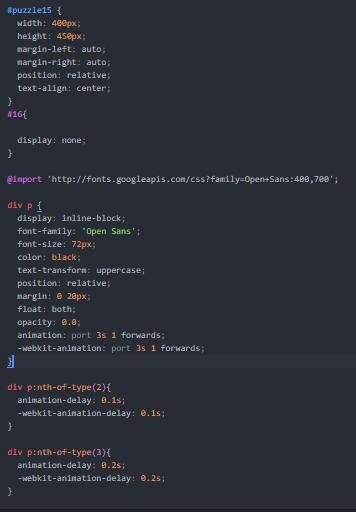 #puzzle15 {
width: 400px;
height: 450px;
margin-left: auto;
margin-right: auto;
position: relative;
text-align: center;
}
#16{
display: none;
}
@import 'http://fonts.googleapis.com/css?family=Open+Sans:400,700';
div p {
display: inline-block;
font-family: 'Open Sans';
font-size: 72px;
color: black;
text-transform: uppercase;
position: relative;
margin: 0 20px;
float: both;
opacity: 0.0;
animation: port 3s 1 forwards;
-webkit-animation: port 3s 1 forwards;
}
div p:nth-of-type(2){
animation-delay: 0.1s;
-webkit-animation-delay: 0.1s;
}
div p:nth-of-type(3){
animation-delay: 0.2s;
-webkit-animation-delay: 0.2s;
}